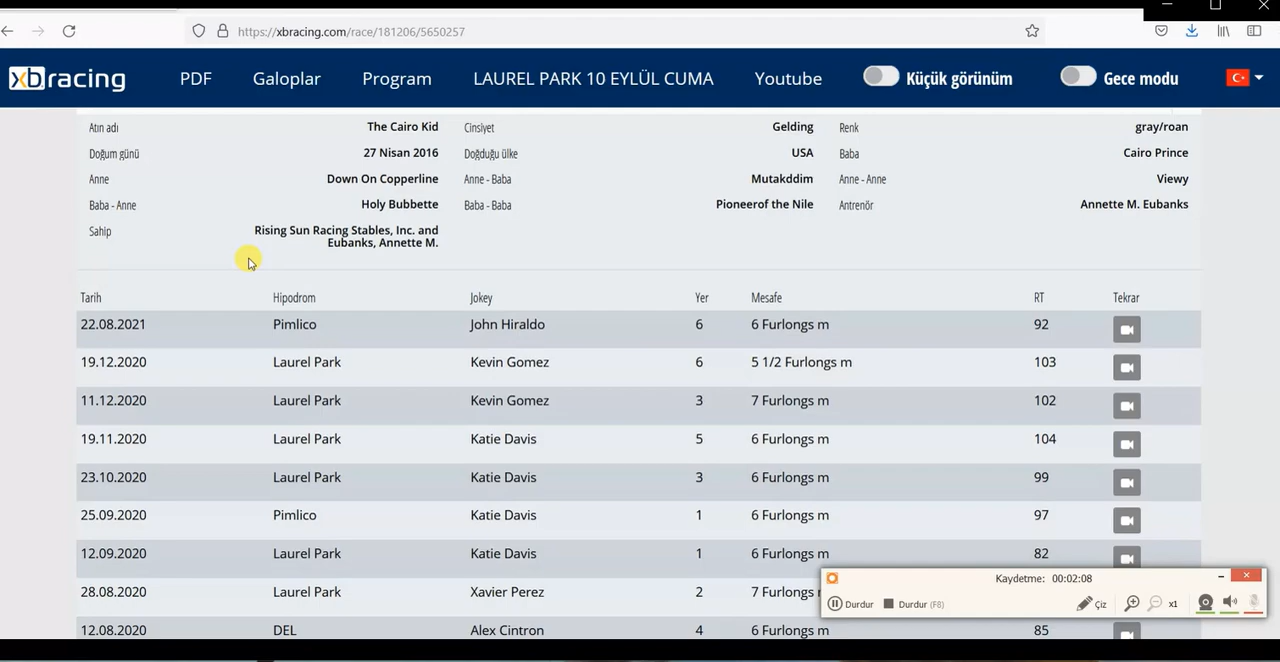 https://xbracing.com/race/181206/5650257
xbracing PDF Galoplar Program LAUREL PARK 10 EYLÜL CUMA Youtube Küçük görünüm Gece modu
Atın adı The Cairo Kid Cinsiyet Gelding Renk gray/roan
Doğum günü 27 Nisan 2016 Doğduğu ülke USA Baba Cairo Prince
Anne Down On Copperline Anne - Baba Mutakddim Anne - Anne Viewy
Baba - Anne Holy Bubbette Baba - Baba Pioneerof the Nile Antrenör Annette M. Eubanks
Sahip Rising Sun Racing Stables, Inc. and
Eubanks, Annette M.
Tarih Hipodrom Jokey Yer Mesafe RT Tekrar
22.08.2021 Pimlico John Hiraldo 6 6 Furlongs m 92
19.12.2020 Laurel Park Kevin Gomez 6 5 1/2 Furlongs m 103
11.12.2020 Laurel Park Kevin Gomez 3 7 Furlongs m 102
19.11.2020 Laurel Park Katie Davis 5 6 Furlongs m 104
23.10.2020 Laurel Park Katie Davis 3 6 Furlongs m 99
25.09.2020 Pimlico Katie Davis 1 6 Furlongs m 97
12.09.2020 Laurel Park Katie Davis 1 6 Furlongs m 82
28.08.2020 Laurel Park Xavier Perez 2 7 Furlongs
12.08.2020 DEL Alex Cintron 4 6 Furlongs m 85
Kaydetme: 00:02:08
Durdur Durdur (F8) Çiz x1